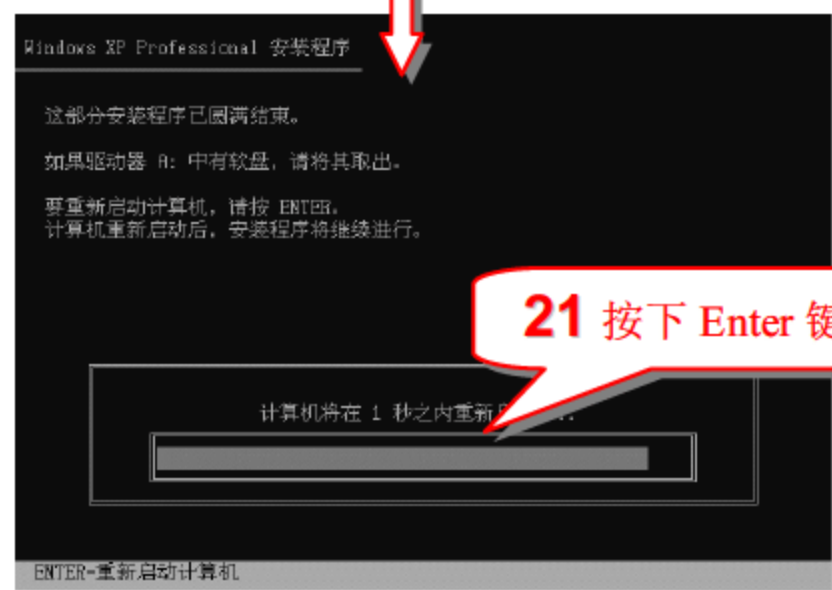 Windows XP Professional 安装程序
这部分安装程序已圆满结束。
如果驱动器 A: 中有软盘, 请将其取出。
要重新启动计算机, 请按 ENTER。
计算机重新启动后, 安装程序将继续进行。
21 按下 Enter 键
计算机将在 1 秒之内重新
ENTER=重新启动计算机